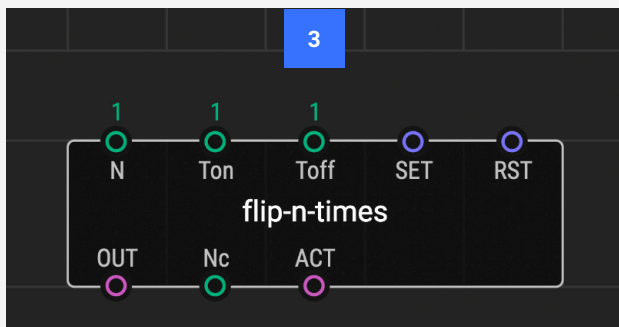 3
1 1 1
N Ton Toff SET RST
flip-n-times
OUT Nc ACT